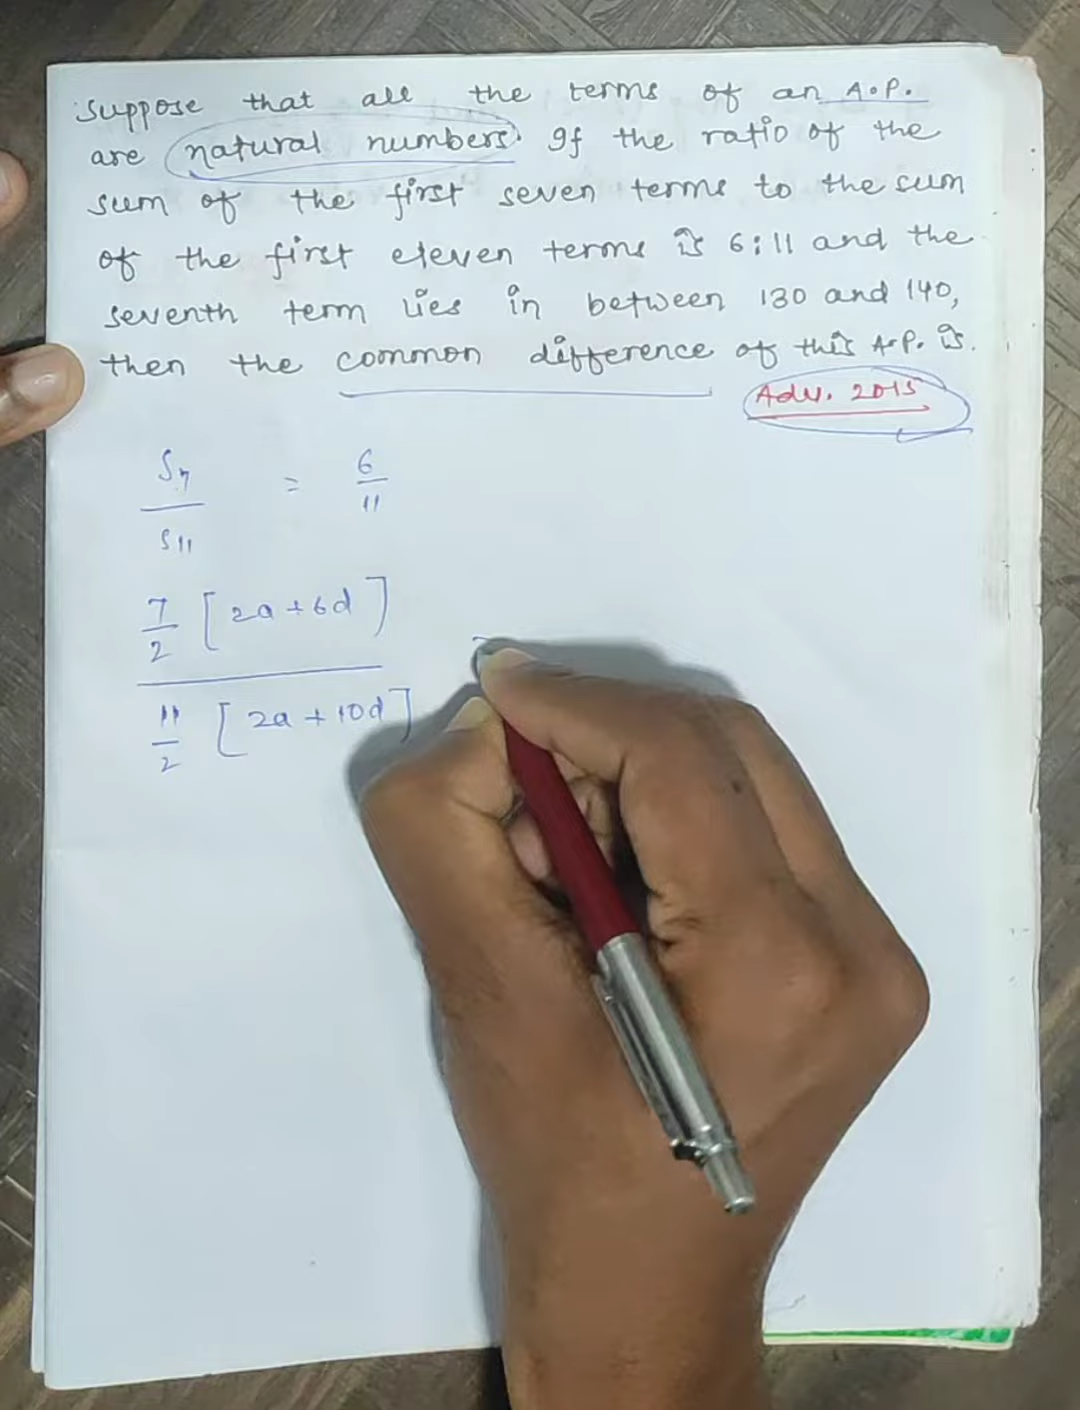 suppose that all the terms of an A.P.
are natural numbers. If the ratio of the
sum of the first seven terms to the sum
of the first eleven terms is 6:11 and the
seventh term lies in between 130 and 140,
then the common difference of this A.P. is.
Adv. 2015
S7 / S11 = 6 / 11
7/2 [2a+6d]
11/2 [2a+10d]